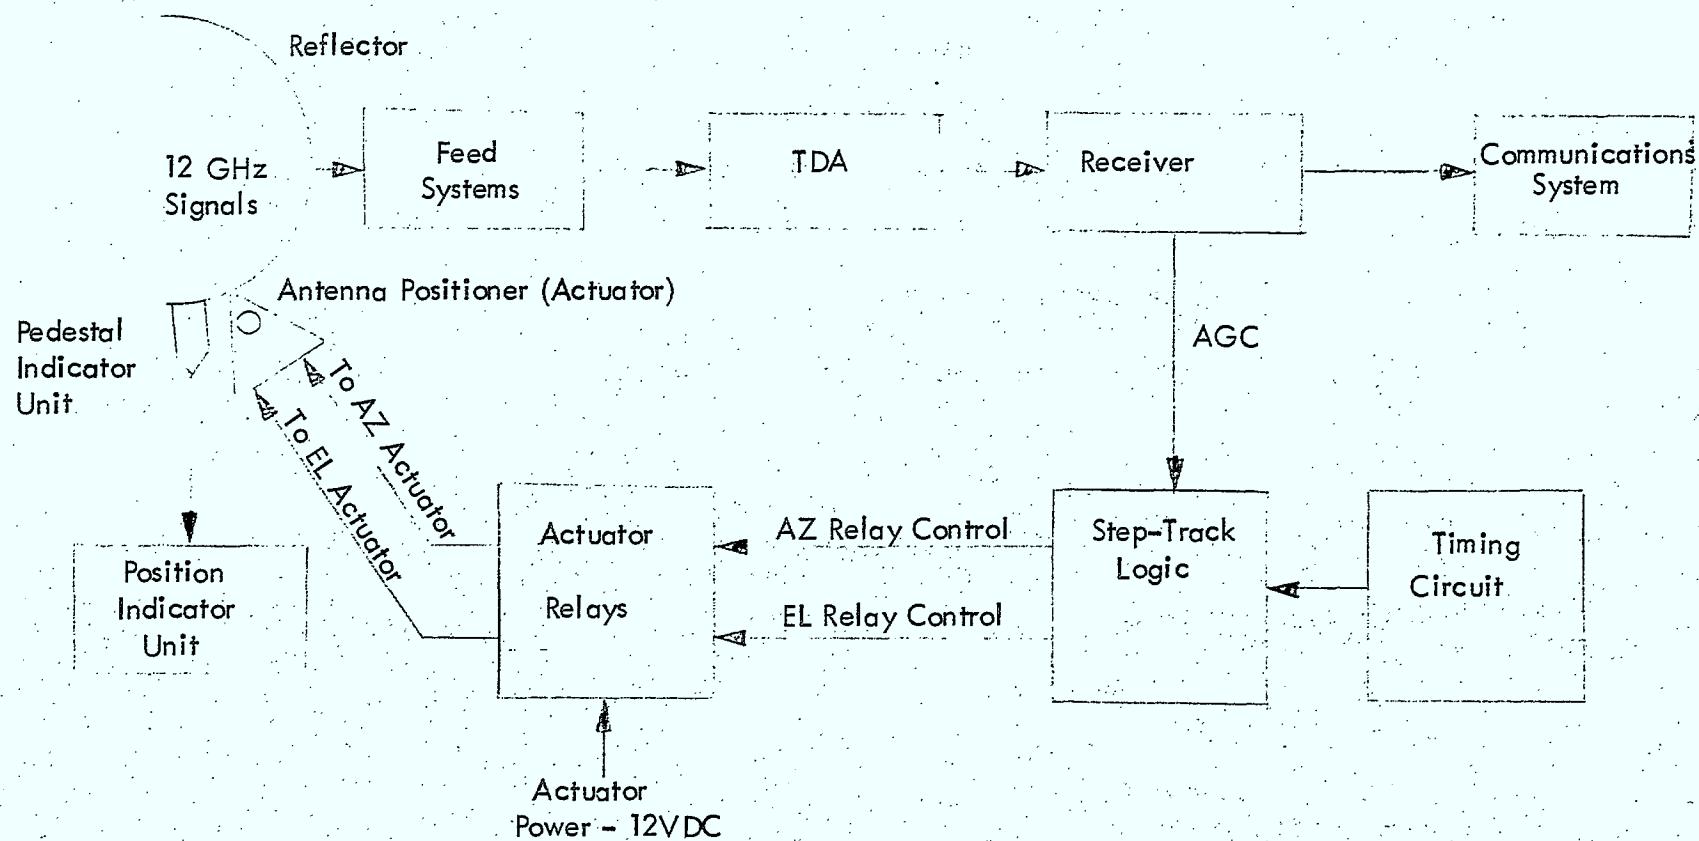 Reflector
12 GHz
Signals
Feed
Systems
TDA
Receiver
Communications
System
Antenna Positioner (Actuator)
Pedestal
Indicator
Unit
AGC
To AZ Actuator
To EL Actuator
Position
Indicator
Unit
Actuator
Relays
AZ Relay Control
EL Relay Control
Step-Track
Logic
Timing
Circuit
Actuator
Power - 12VDC